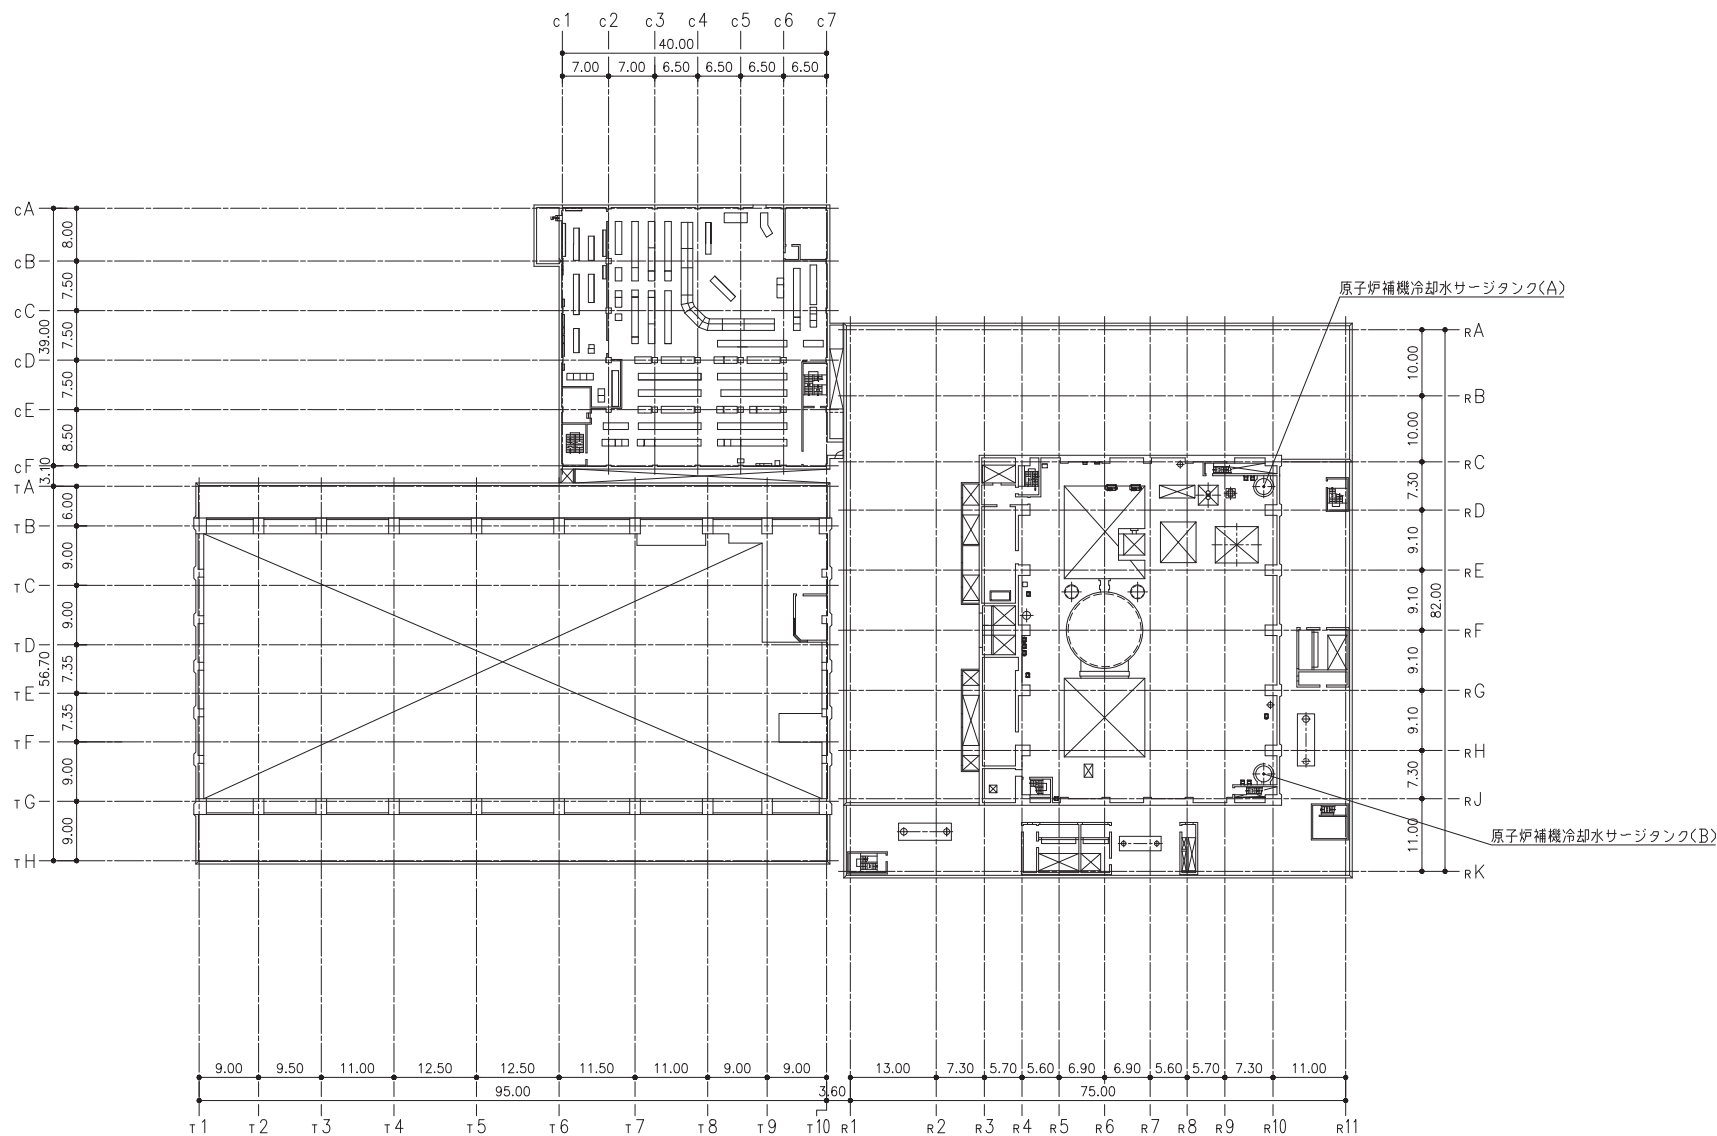 c1 c2 c3 c4 c5 c6 c7
40.00
7.00 7.00 6.50 6.50 6.50 6.50
cA
8.00
cB
7.50
cC
39.00
7.50
cD
7.50
cE
8.50
cF
3.10
TA
6.00
TB
9.00
TC
9.00
TD
56.70
7.35
TE
7.35
TF
9.00
TG
9.00
TH
原子炉補機冷却水サージタンク(A)
RA
10.00
RB
10.00
RC
7.30
RD
9.10
RE
9.10
82.00
RF
9.10
RG
9.10
RH
7.30
RJ
原子炉補機冷却水サージタンク(B)
11.00
RK
9.00 9.50 11.00 12.50 12.50 11.50 11.00 9.00 9.00 13.00 7.30 5.70 5.60 6.90 6.90 5.60 5.70 7.30 11.00
95.00 3.60 75.00
T1 T2 T3 T4 T5 T6 T7 T8 T9 T10 R1 R2 R3 R4 R5 R6 R7 R8 R9 R10 R11